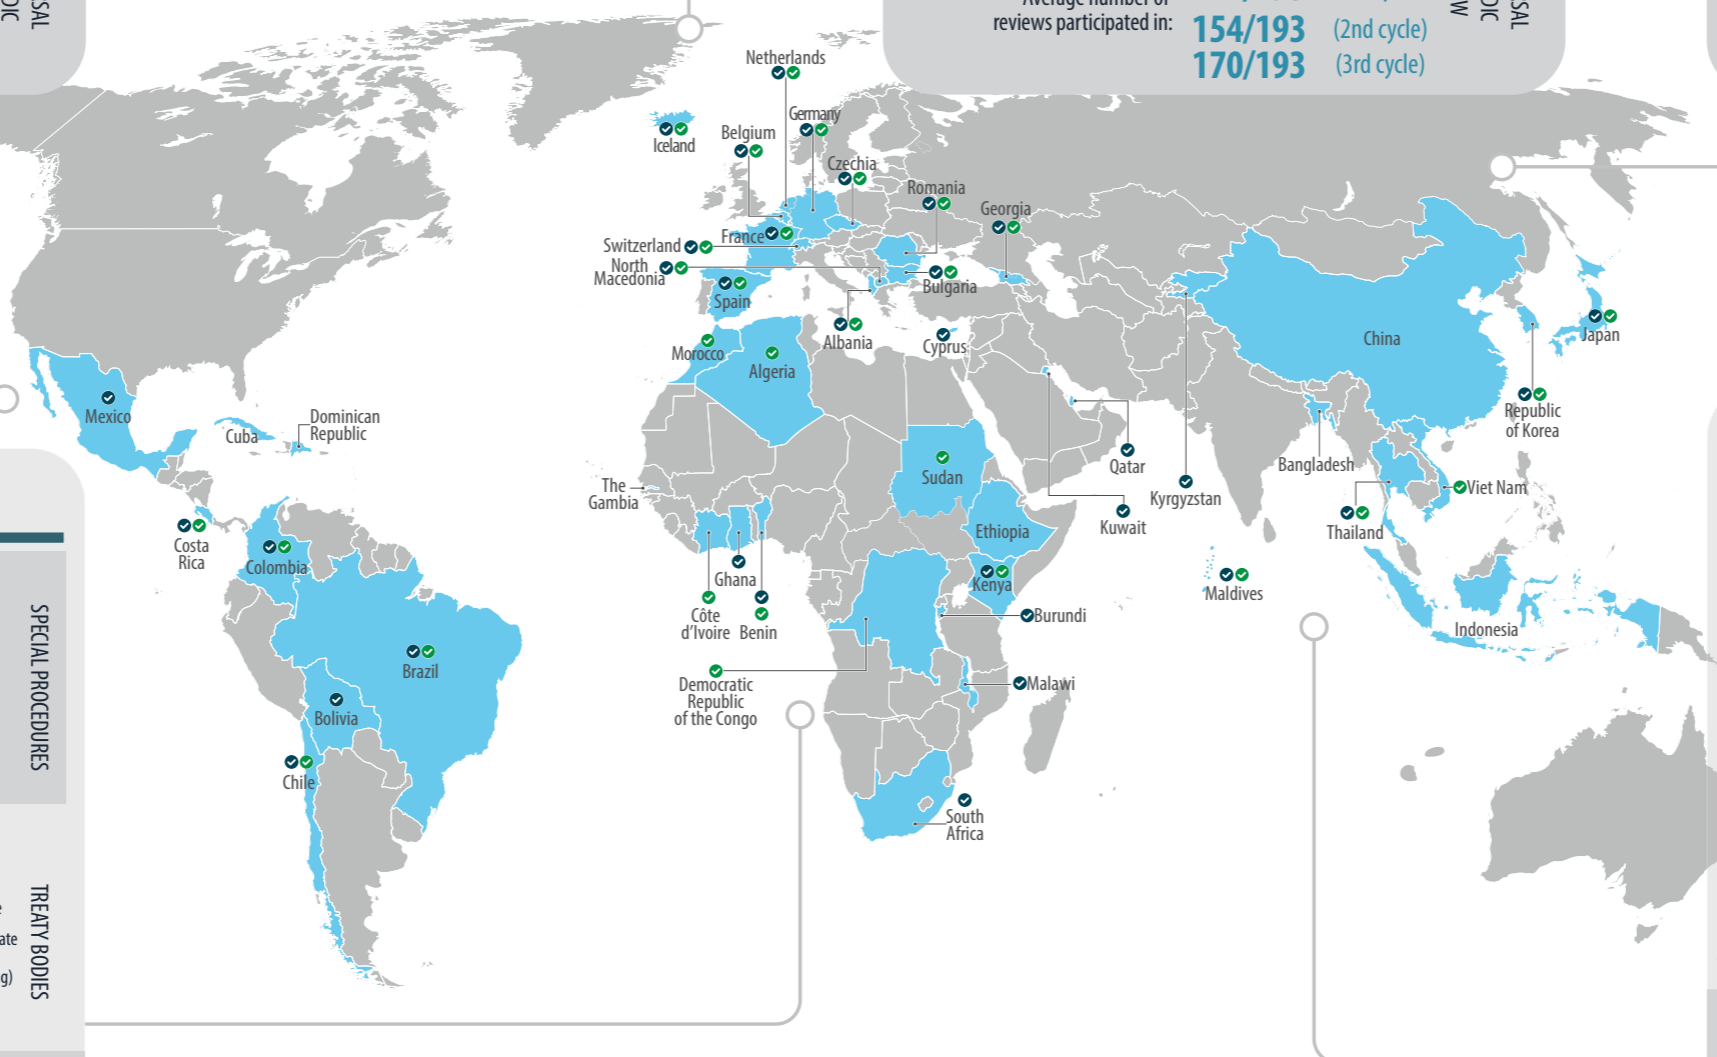 Average number of
reviews participated in:
154/193 (2nd cycle)
170/193 (3rd cycle)
Netherlands
Germany
Iceland
Belgium
Czechia
Romania
Georgia
France
Switzerland
North
Macedonia
Spain
Bulgaria
Albania
Cyprus
Morocco
Algeria
China
Japan
Republic
of Korea
Mexico
Cuba
Dominican
Republic
Bangladesh
Qatar
Kyrgyzstan
Kuwait
Viet Nam
Thailand
Sudan
The
Gambia
Ethiopia
Costa
Rica
Colombia
Ghana
Côte
d'Ivoire
Benin
Kenya
Burundi
Maldives
Indonesia
Brazil
Bolivia
Democratic
Republic
of the Congo
Malawi
Chile
South
Africa
SPECIAL PROCEDURES
TREATY BODIES
g)